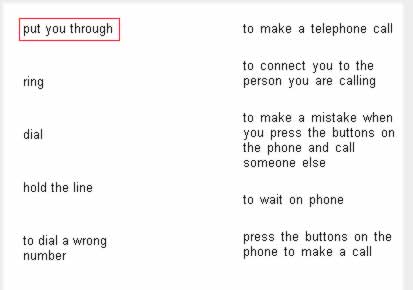 put you through
ring
dial
hold the line
to dial a wrong
number
to make a telephone call
to connect you to the
person you are calling
to make a mistake when
you press the buttons on
the phone and call
someone else
to wait on phone
press the buttons on the
phone to make a call